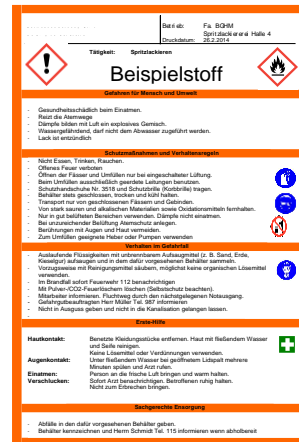 Betrieb: Fa. BÖHM
Spritzlackiererei Halle 4
Druckdatum: 26.2.2014
Tätigkeit: Spritzlackieren
Beispielstoff
Gefahren für Mensch und Umwelt
- Gesundheitsschädlich beim Einatmen.
- Reizt die Atemwege
- Dämpfe bilden mit Luft ein explosives Gemisch.
- Wassergefährdend, darf nicht dem Abwasser zugeführt werden.
- Lack ist entzündlich
Schutzmaßnahmen und Verhaltensregeln
- Nicht Essen, Trinken, Rauchen.
- Offenes Feuer verboten
- Öffnen der Fässer und Umfüllen nur bei eingeschalteter Lüftung.
- Beim Umfüllen ausschließlich geerdete Leitungen benutzen.
- Schutzhandschuhe Nr. 3518 und Schutzbrille (Korbbrille) tragen.
- Behälter stets geschlossen, trocken und kühl halten.
- Transport nur von geschlossenen Fässern und Gebinden.
- Von stark sauren und alkalischen Materialien sowie Oxidationsmitteln fernhalten.
- Nur in gut belüfteten Bereichen verwenden. Dämpfe nicht einatmen.
- Bei unzureichender Belüftung Atemschutz anlegen.
- Berührungen mit Augen und Haut vermeiden.
- Zum Umfüllen geeignete Heber oder Pumpen verwenden
Verhalten im Gefahrfall
- Auslaufende Flüssigkeiten mit unbrennbarem Aufsaugmittel (z. B. Sand, Erde,
Kieselgur) aufsaugen und in dem dafür vorgesehenen Behälter sammeln.
- Vorzugsweise mit Reinigungsmittel säubern, möglichst keine organischen Lösemittel
verwenden.
- Im Brandfall sofort Feuerwehr 112 benachrichtigen
- Mit Pulver-/CO2-Feuerlöschern löschen (Selbstschutz beachten).
- Mitarbeiter informieren. Fluchtweg durch den nächstgelegenen Notausgang.
- Gefahrgutbeauftragten Herr Müller Tel. 987 informieren
- Nicht in Ausguss geben und nicht in die Kanalisation gelangen lassen.
Erste-Hilfe
Hautkontakt: Benetzte Kleidungsstücke entfernen. Haut mit fließendem Wasser
und Seife reinigen.
Keine Lösemittel oder Verdünnungen verwenden.
Augenkontakt: Unter fließendem Wasser bei geöffnetem Lidspalt mehrere
Minuten spülen und Arzt rufen.
Einatmen: Person an die frische Luft bringen und warm halten.
Verschlucken: Sofort Arzt benachrichtigen. Betroffenen ruhig halten.
Nicht zum Erbrechen bringen.
Sachgerechte Entsorgung
- Abfälle in den dafür vorgesehenen Behälter geben.
- Behälter kennzeichnen und Herrn Schmidt Tel. 115 informieren wenn abholbereit